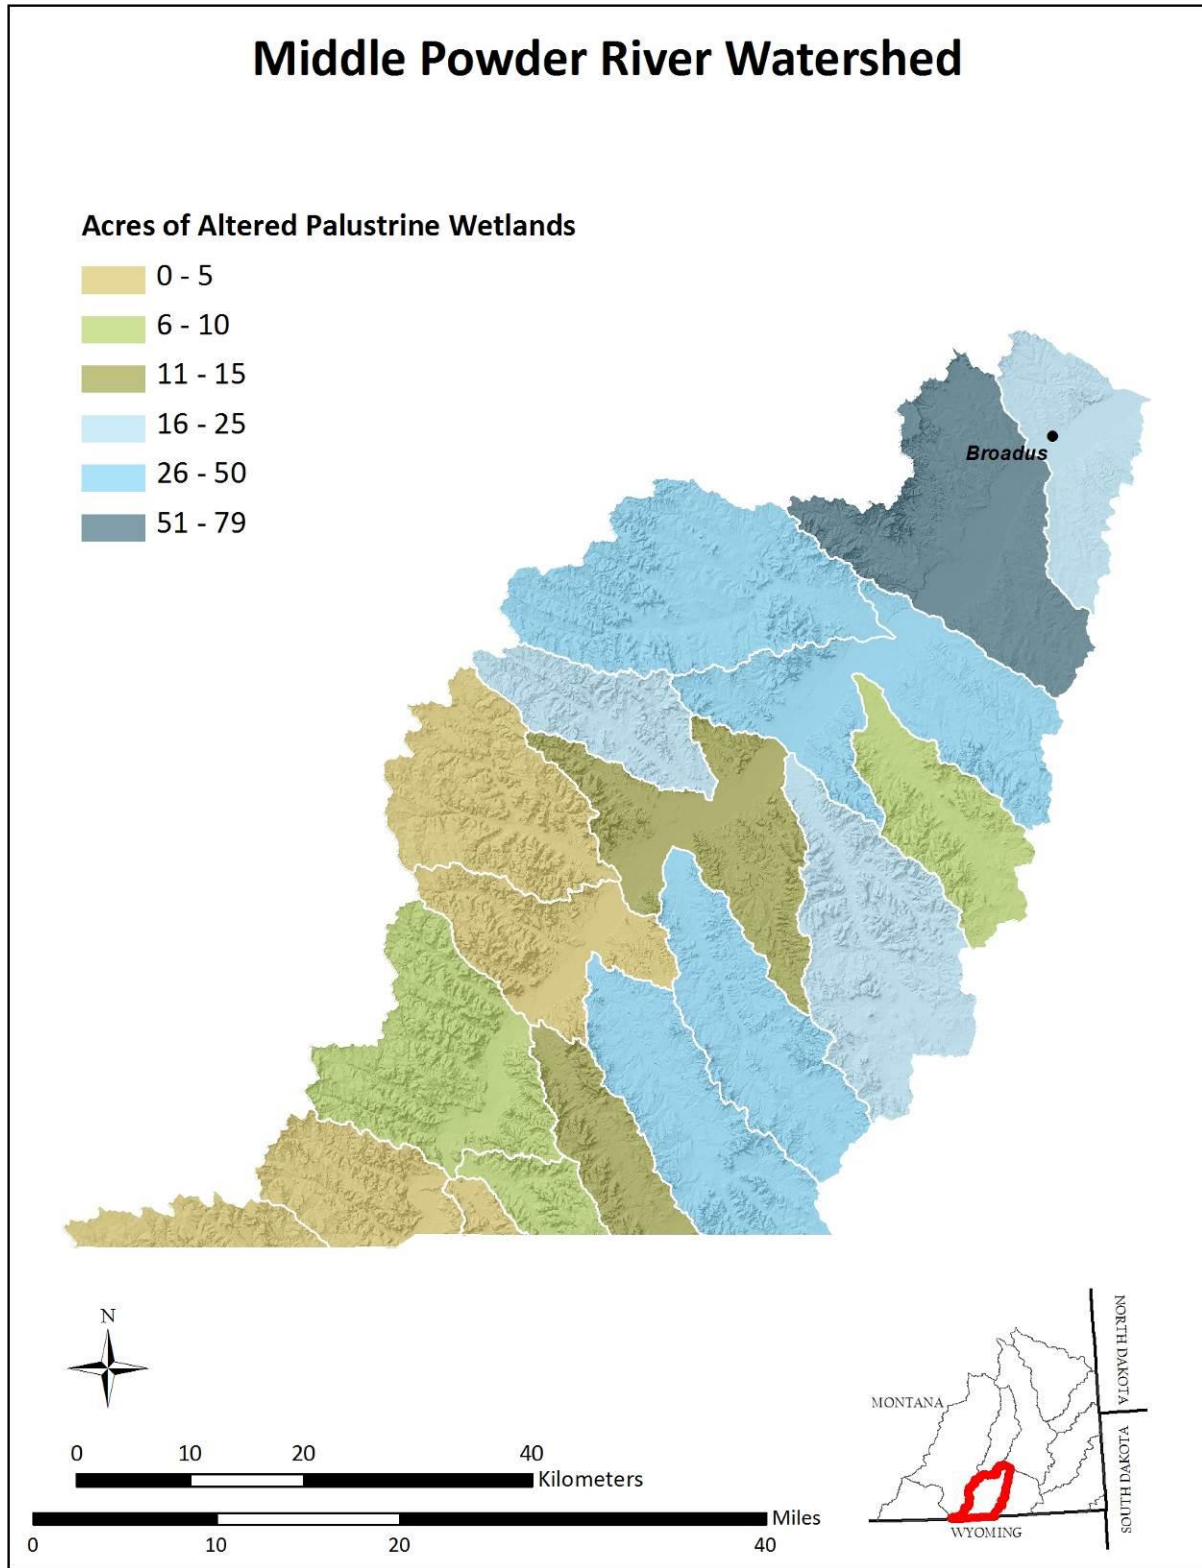 Middle Powder River Watershed
Acres of Altered Palustrine Wetlands
0 - 5
6 - 10
11 - 15
16 - 25
26 - 50
51 - 79
Broadus
N
0 10 20 40
Kilometers
Miles
0 10 20 40
MONTANA
NORTH DAKOTA
SOUTH DAKOTA
WYOMING